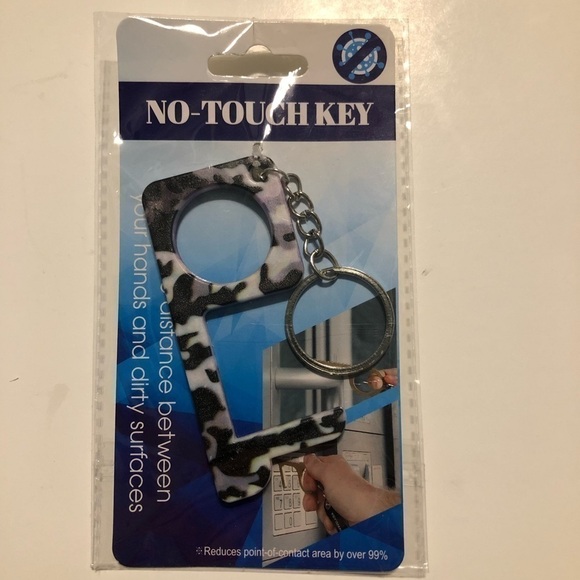 NO-TOUCH KEY
distance between
your hands and dirty surfaces
Reduces point-of-contact area by over 99%